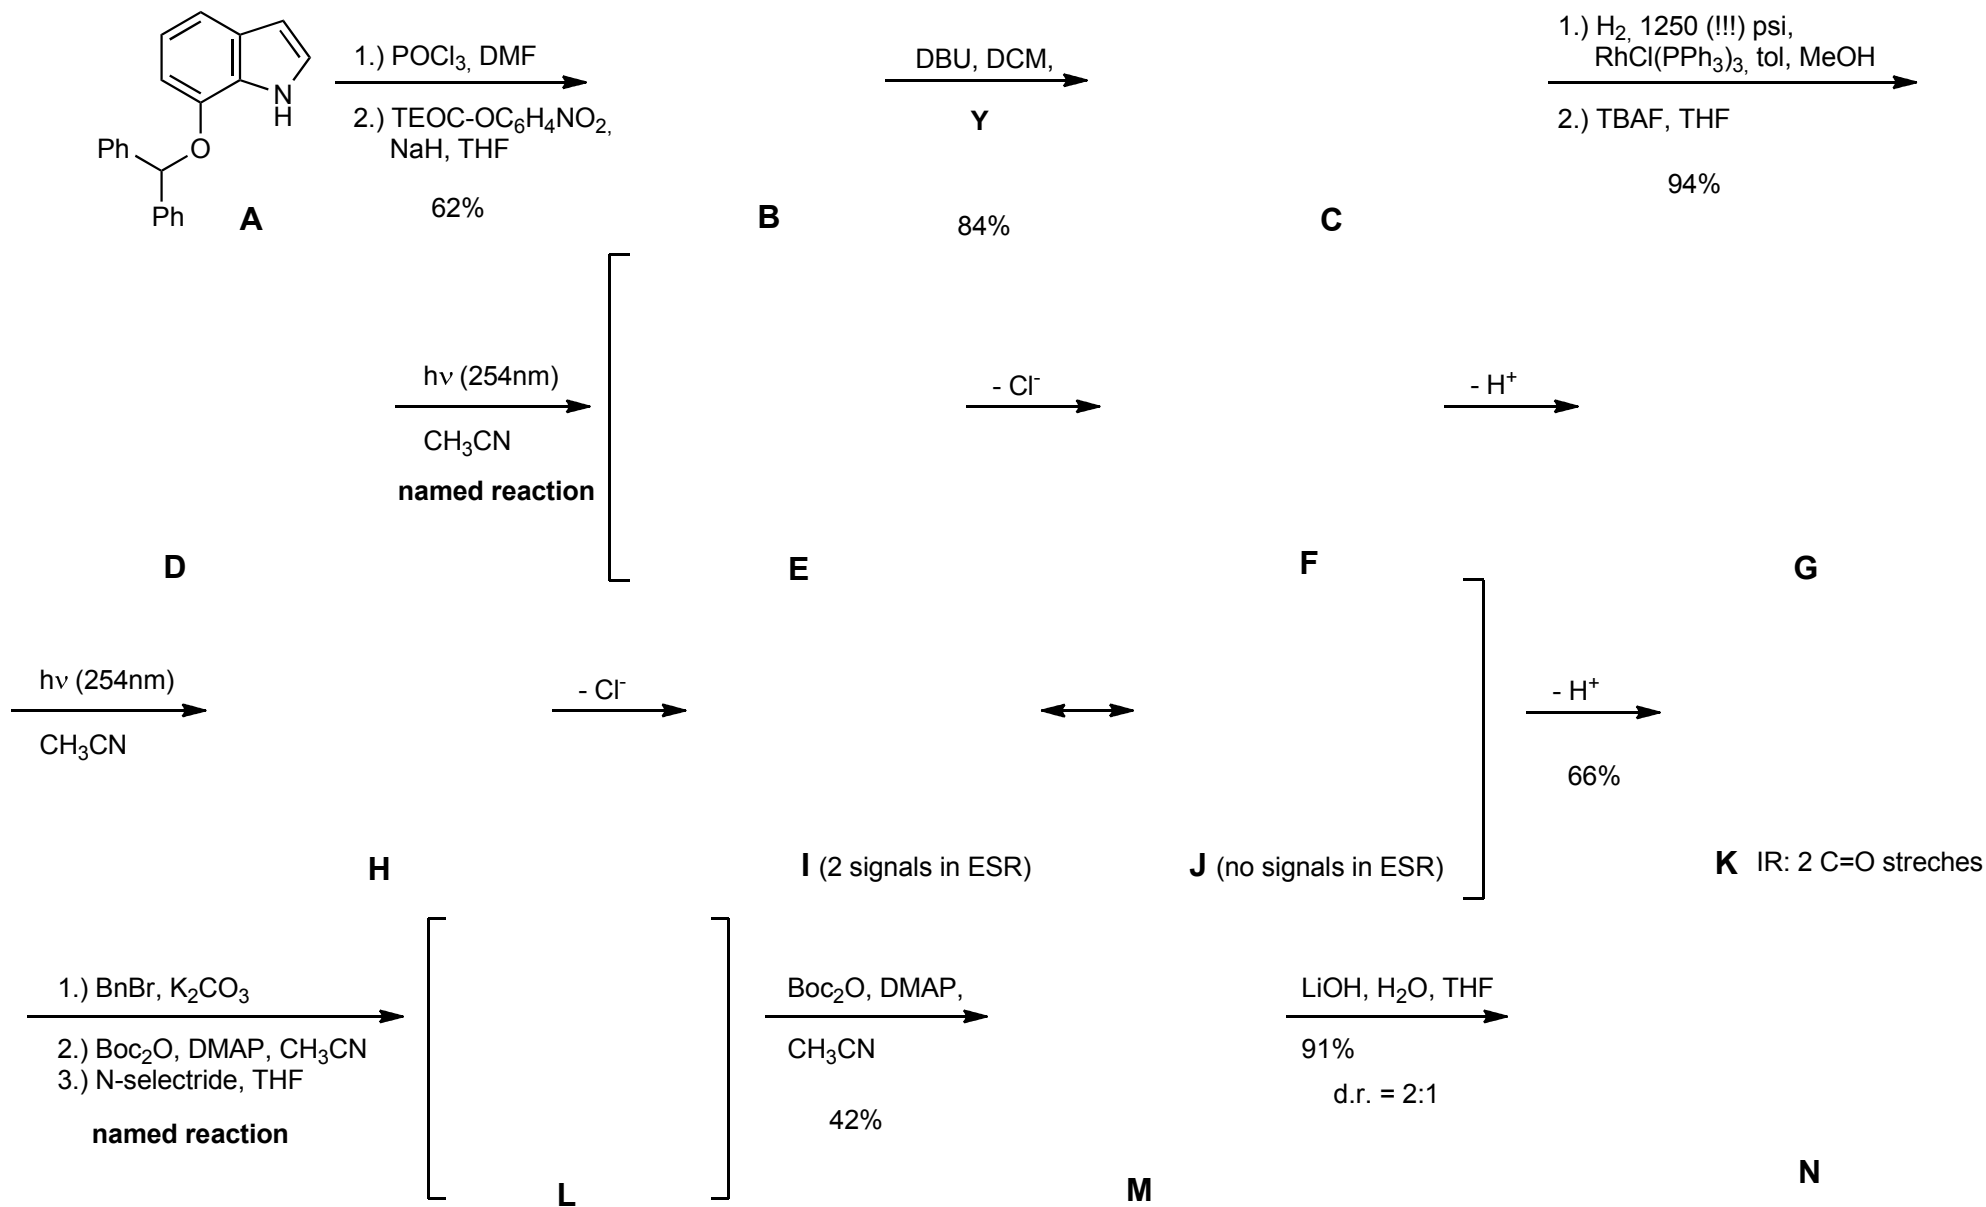 1.) POCl3, DMF
2.) TEOC-OC6H4NO2,
NaH, THF
62%
DBU, DCM,
Y
84%
1.) H2, 1250 (!!!) psi,
RhCl(PPh3)3, tol, MeOH
2.) TBAF, THF
94%
N
H
O
Ph
Ph
A
B
C
hν (254nm)
CH3CN
named reaction
- Cl-
- H+
D
E
F
G
hν (254nm)
CH3CN
- Cl-
- H+
66%
H
I (2 signals in ESR)
J (no signals in ESR)
K IR: 2 C=O streches
1.) BnBr, K2CO3
2.) Boc2O, DMAP, CH3CN
3.) N-selectride, THF
named reaction
Boc2O, DMAP,
CH3CN
42%
LiOH, H2O, THF
91%
d.r. = 2:1
L
M
N